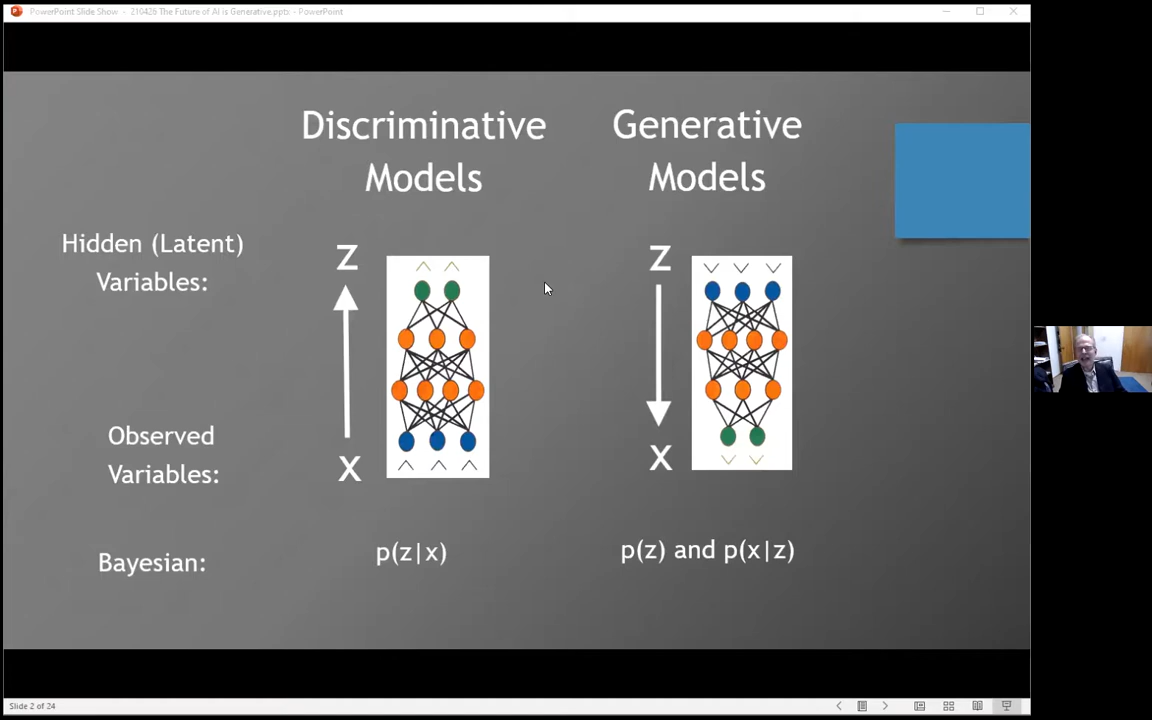 PowerPoint Slide Show - 210426 The Future of AI is Generative.pptx - PowerPoint
Discriminative
Models
Generative
Models
Hidden (Latent)
Variables:
Z
Z
Observed
Variables:
X
X
Bayesian:
p(z|x)
p(z) and p(x|z)
Slide 2 of 24